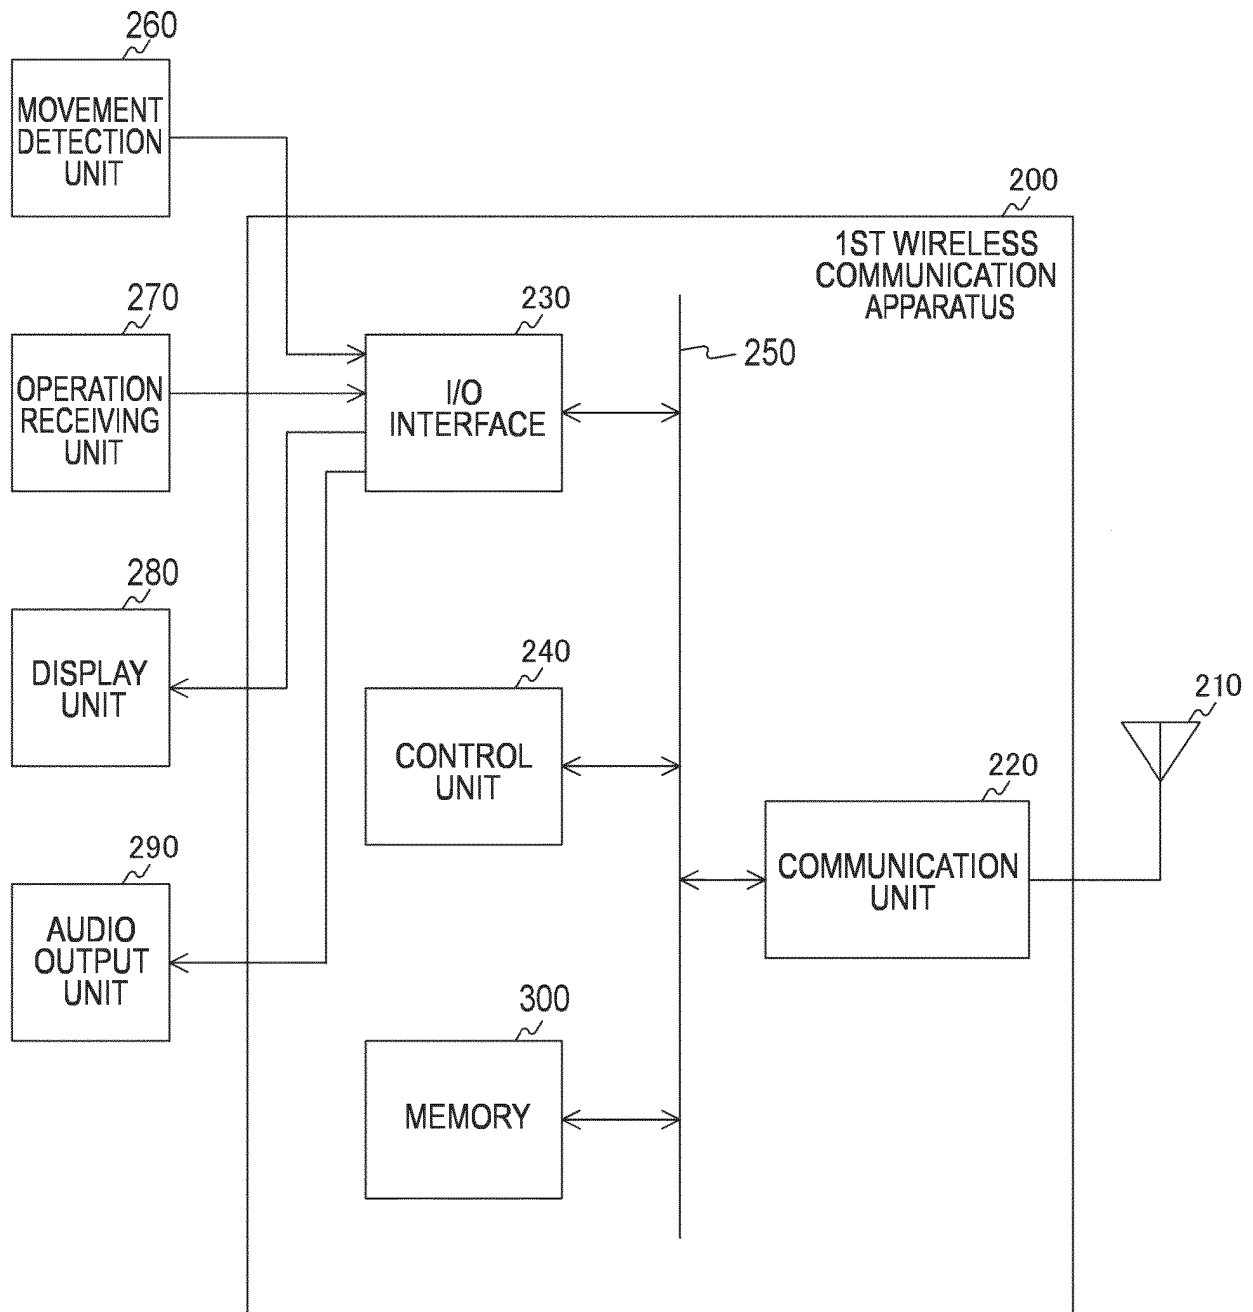 260
MOVEMENT
DETECTION
UNIT
200
1ST WIRELESS
COMMUNICATION
APPARATUS
270
OPERATION
RECEIVING
UNIT
230
I/O
INTERFACE
250
280
DISPLAY
UNIT
240
CONTROL
UNIT
210
220
COMMUNICATION
UNIT
290
AUDIO
OUTPUT
UNIT
300
MEMORY